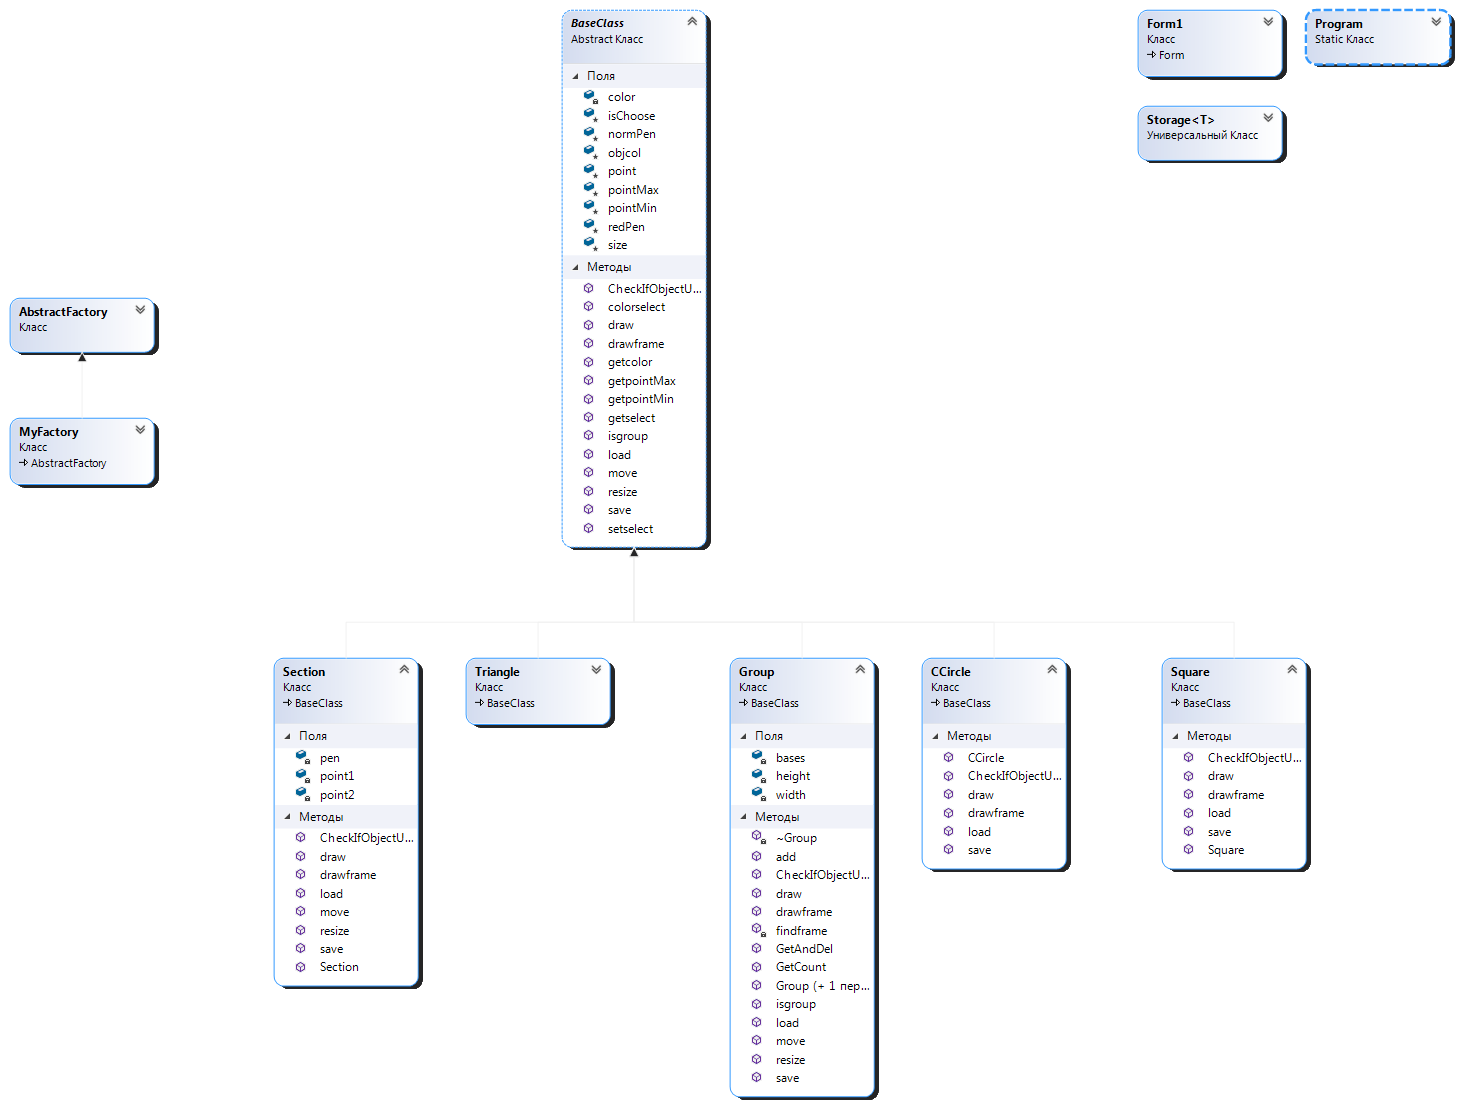 BaseClass
Abstract Класс
Поля
color
isChoose
normPen
objcol
point
pointMax
pointMin
redPen
size
Методы
CheckIfObjectU...
colorselect
draw
drawframe
getcolor
getpointMax
getpointMin
getselect
isgroup
load
move
resize
save
setselect
Form1
Класс
Form
Program
Static Класс
Storage<T>
Универсальный Класс
AbstractFactory
Класс
MyFactory
Класс
AbstractFactory
Section
Класс
BaseClass
Поля
pen
point1
point2
Методы
CheckIfObjectU...
draw
drawframe
load
move
resize
save
Section
Triangle
Класс
BaseClass
Group
Класс
BaseClass
Поля
bases
height
width
Методы
~Group
add
CheckIfObjectU...
draw
drawframe
findframe
GetAndDel
GetCount
Group (+ 1 пер...
isgroup
load
move
resize
save
CCircle
Класс
BaseClass
Методы
CCircle
CheckIfObjectU...
draw
drawframe
load
save
Square
Класс
BaseClass
Методы
CheckIfObjectU...
draw
drawframe
load
save
Square